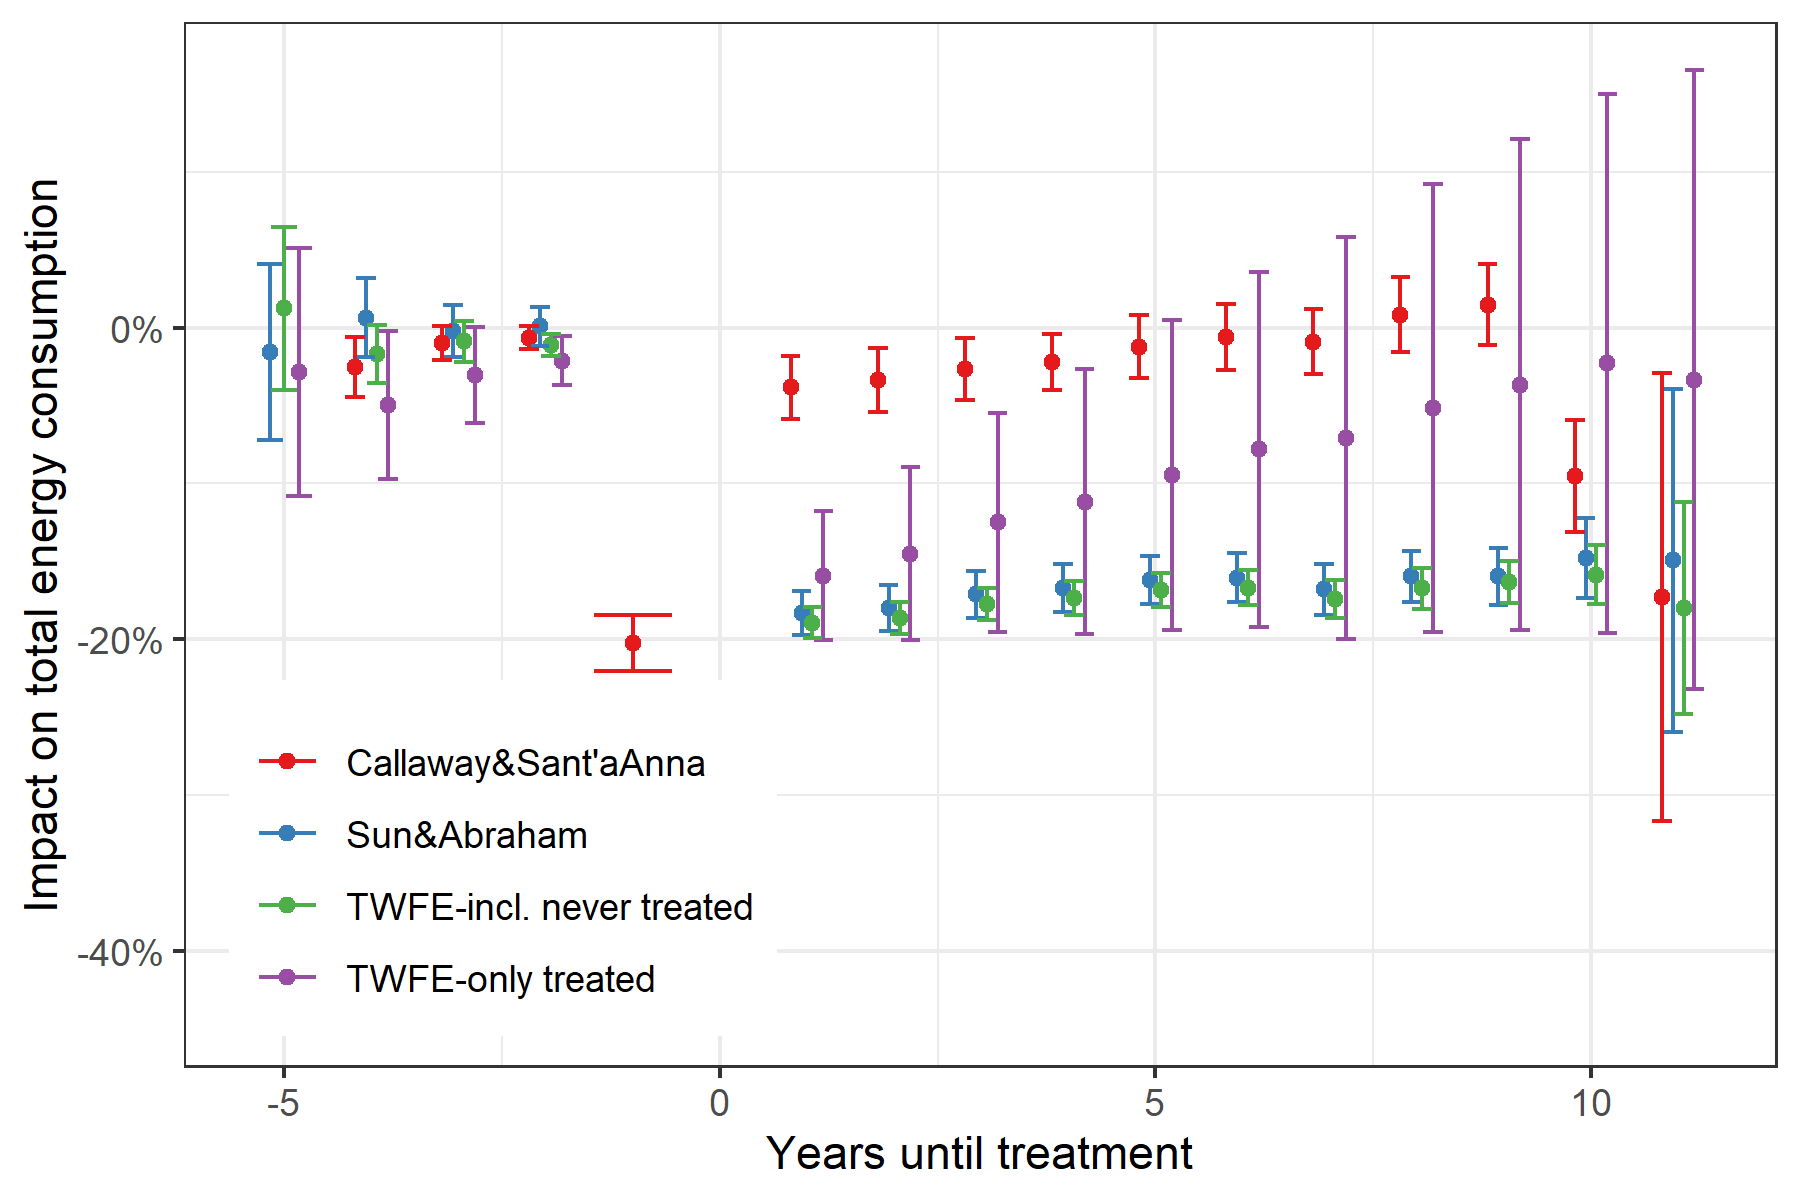 Impact on total energy consumption
0%
-20%
-40%
Callaway&Sant'aAnna
Sun&Abraham
TWFE-incl. never treated
TWFE-only treated
-5
0
5
10
Years until treatment